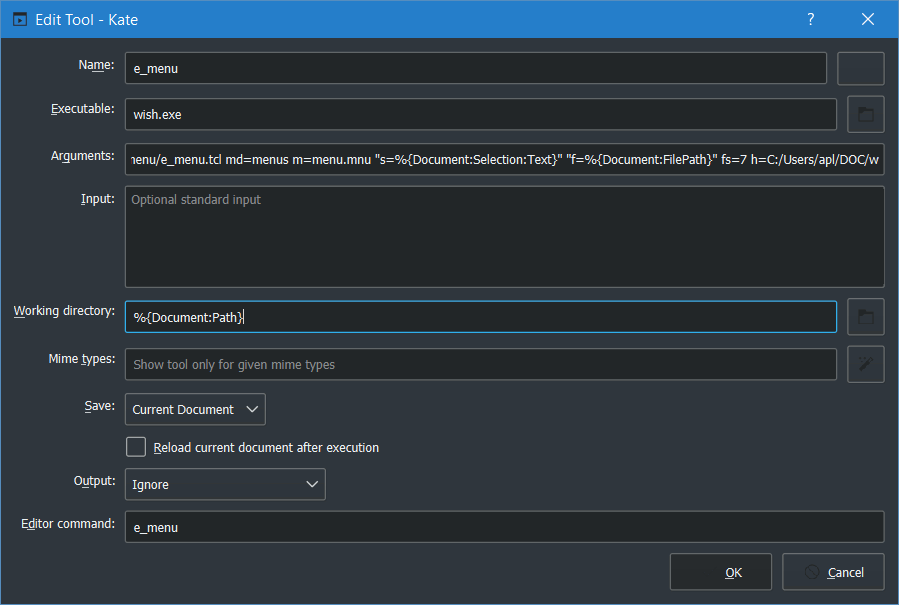 Edit Tool - Kate
?
Name:
e_menu
Executable:
wish.exe
Arguments:
menu/e_menu.tcl md=menus m=menu.mnu "s=%{Document:Selection:Text}" "f=%{Document:FilePath}" fs=7 h=C:/Users/apl/DOC/w
Input:
Optional standard input
Working directory:
%{Document:Path}
Mime types:
Show tool only for given mime types
Save:
Current Document
Reload current document after execution
Output:
Ignore
Editor command:
e_menu
OK
Cancel